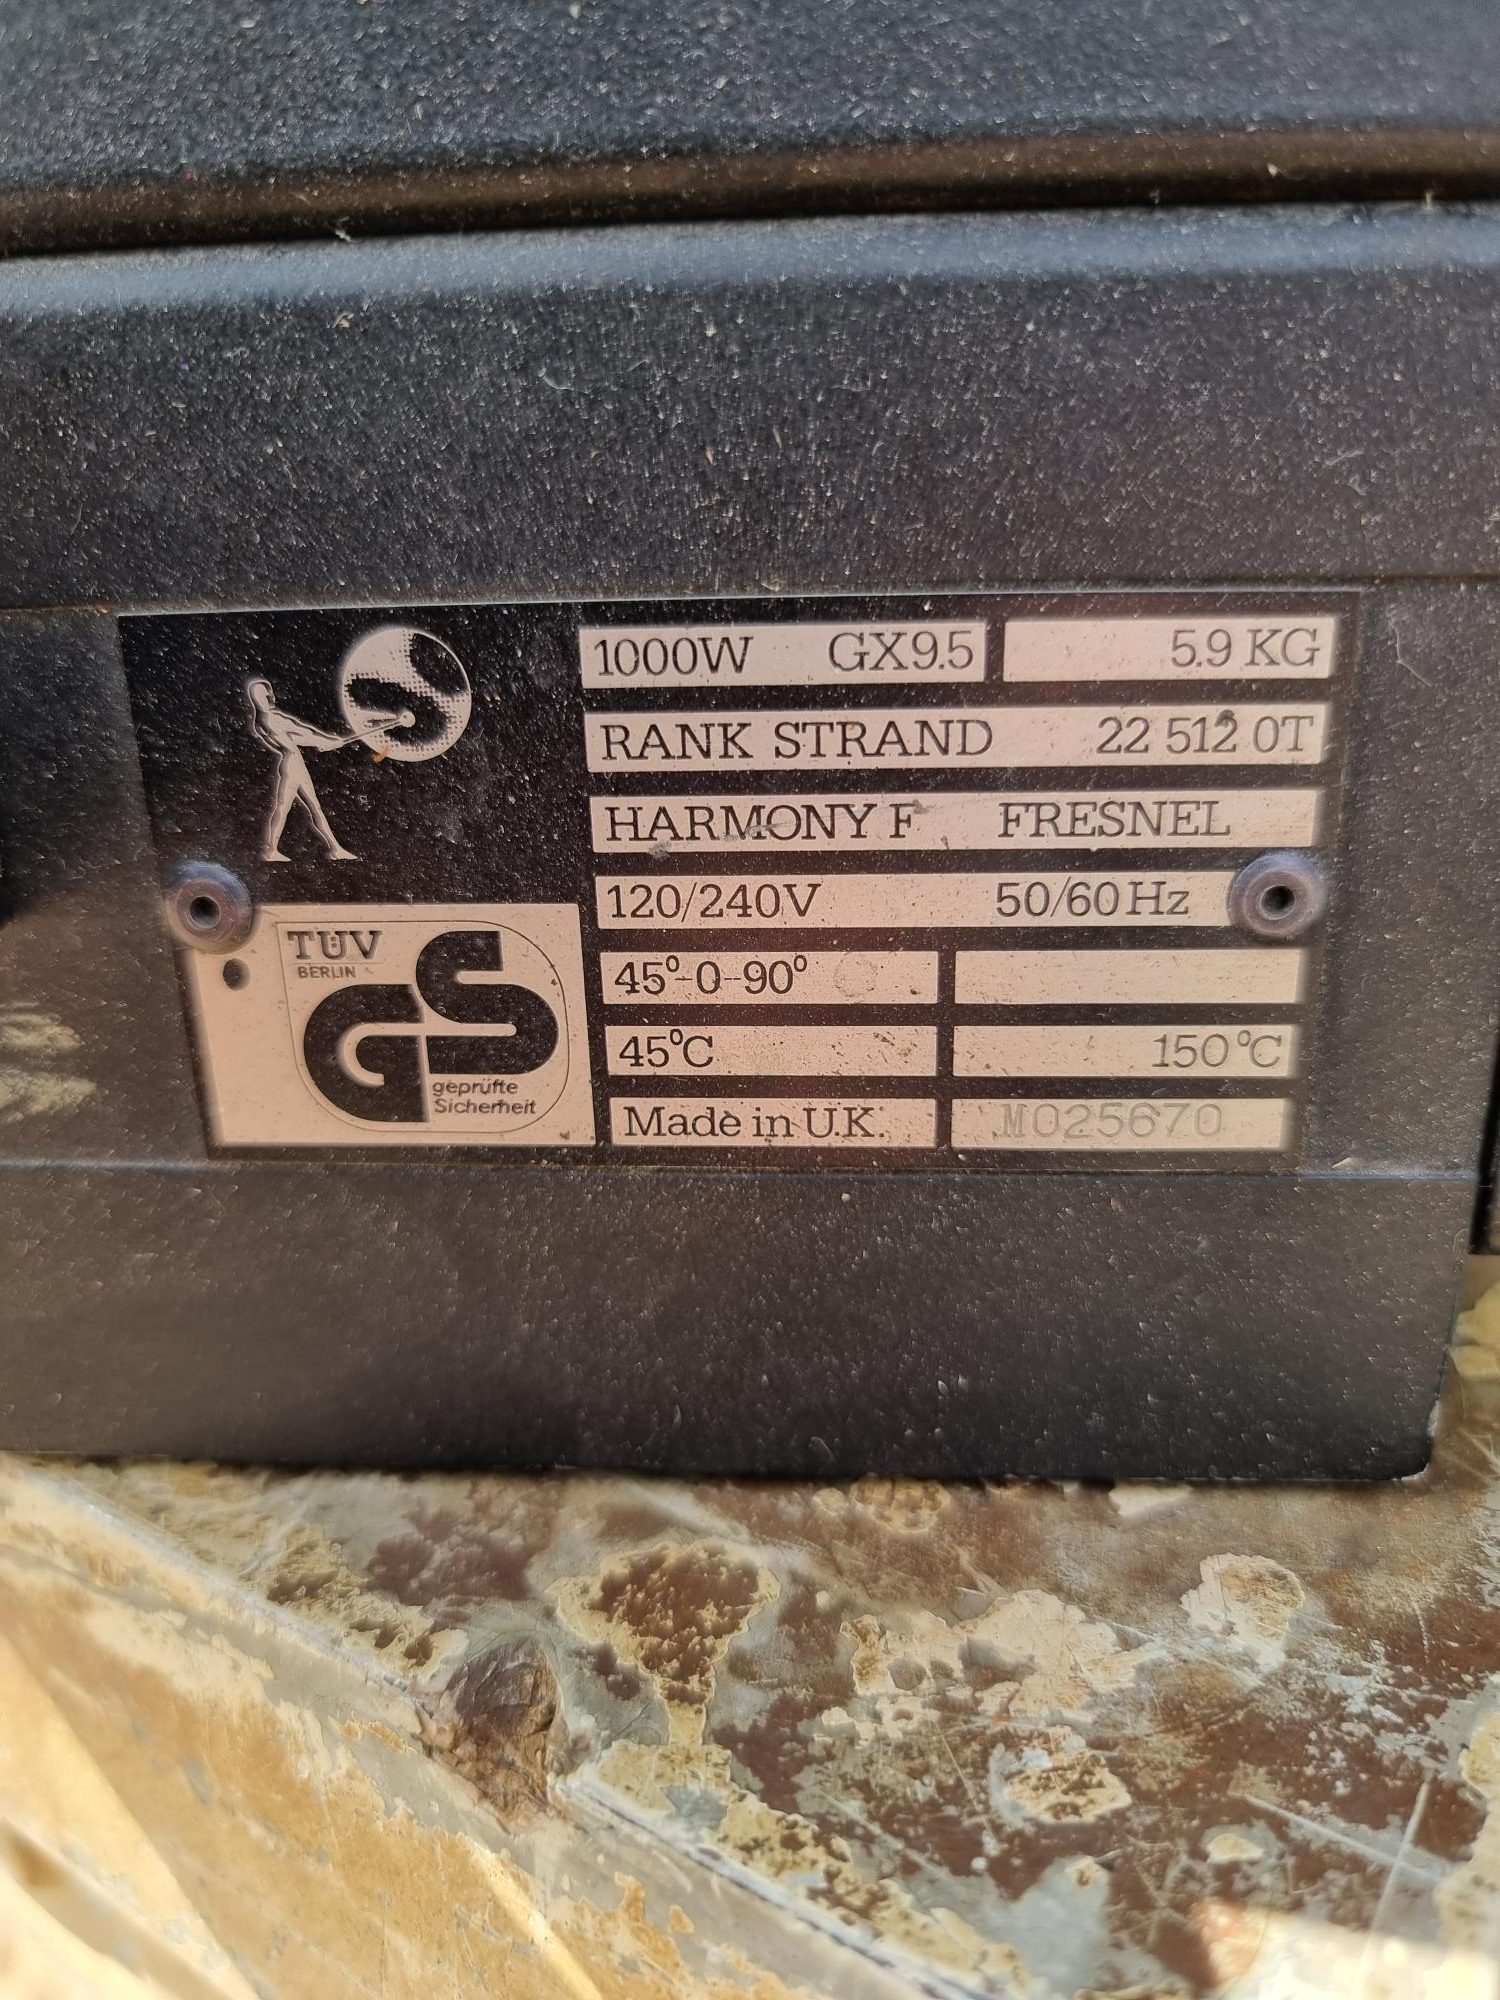 1000W GX9.5 5.9 KG
RANK STRAND 22 512 0T
HARMONY F FRESNEL
120/240V 50/60Hz
45°-0-90°
45°C 150°C
Made in U.K. M025670
TÜV
BERLIN
GS
geprüfte
Sicherheit